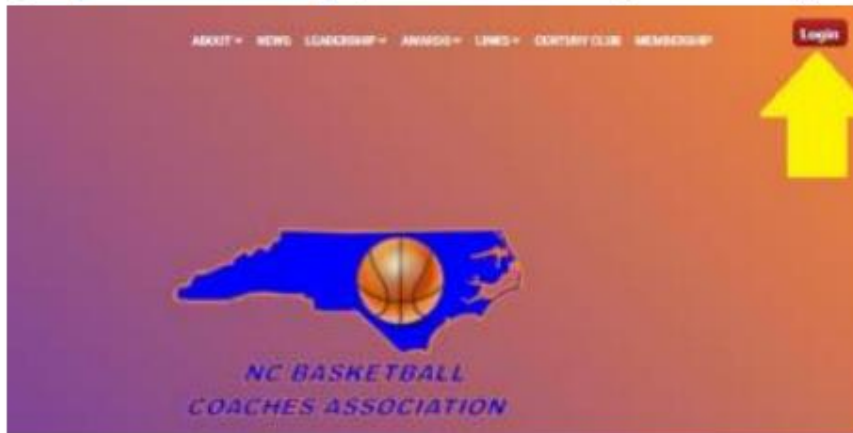 ABOUT NEWS LEADERSHIP AWARDS LINKS CENTURY CLUB MEMBERSHIP
Login
NC BASKETBALL
COACHES ASSOCIATION